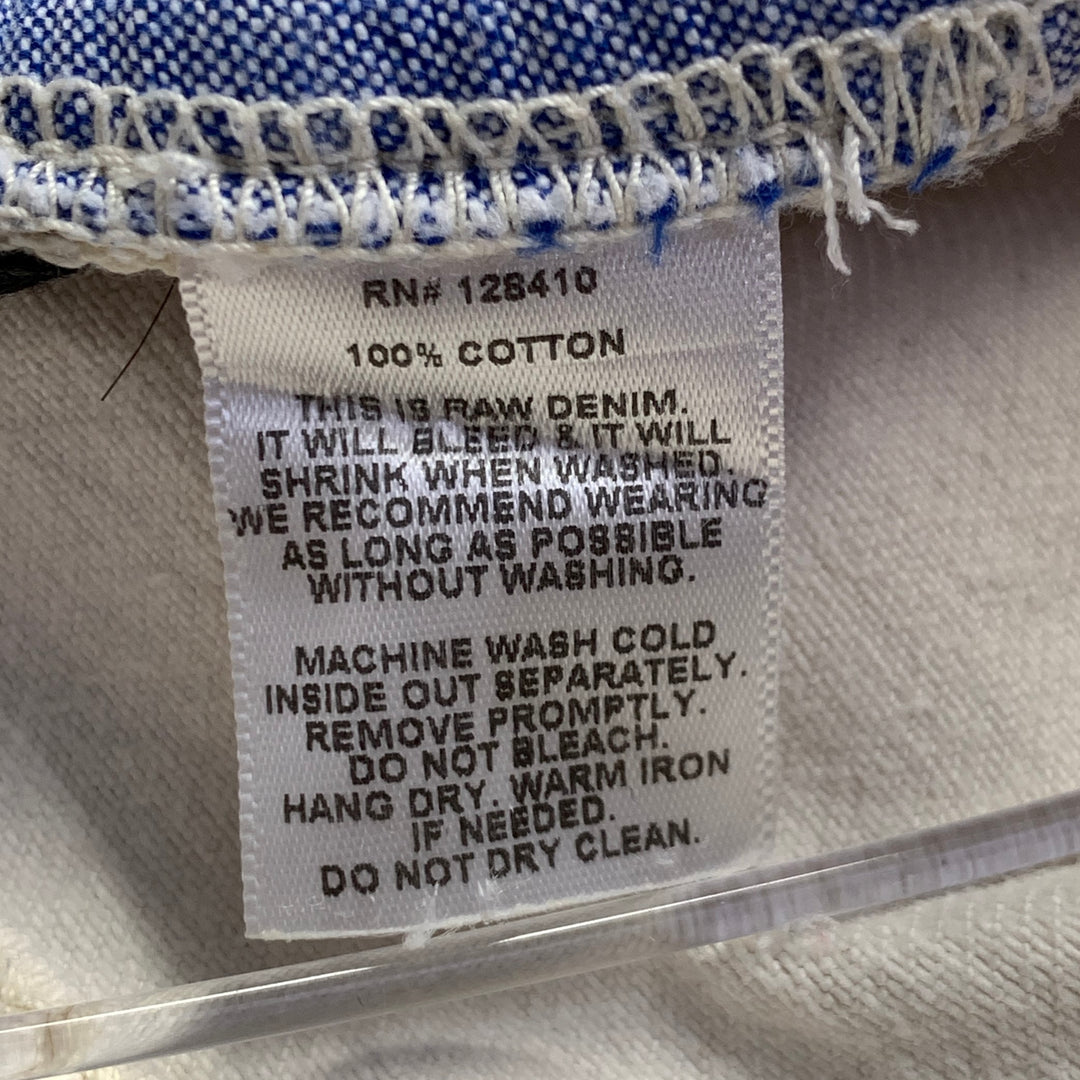 RN# 128410
100% COTTON
THIS IS RAW DENIM.
IT WILL BLEED & IT WILL
SHRINK WHEN WASHED.
WE RECOMMEND WEARING
AS LONG AS POSSIBLE
WITHOUT WASHING.
MACHINE WASH COLD
INSIDE OUT SEPARATELY.
REMOVE PROMPTLY.
DO NOT BLEACH.
HANG DRY. WARM IRON
IF NEEDED.
DO NOT DRY CLEAN.